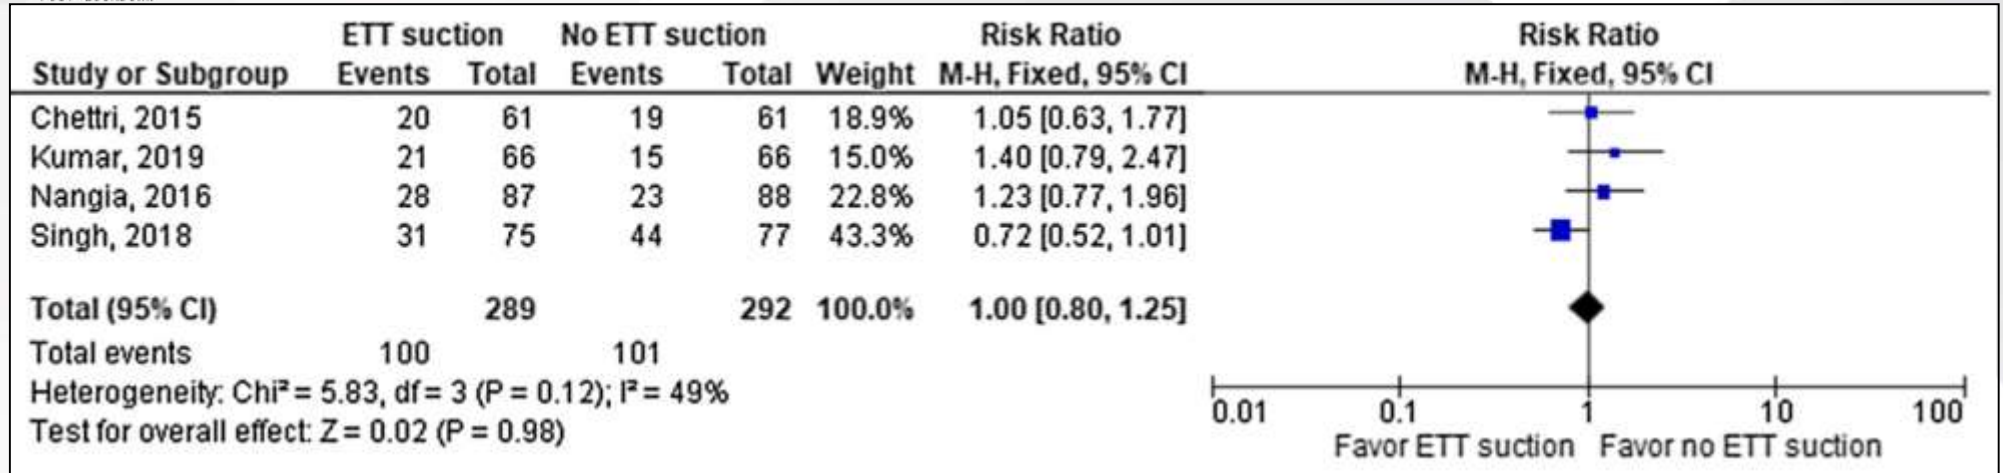 ETT suction No ETT suction Risk Ratio Risk Ratio
Study or Subgroup Events Total Events Total Weight M-H, Fixed, 95% CI M-H, Fixed, 95% CI
Chettri, 2015 20 61 19 61 18.9% 1.05 [0.63, 1.77]
Kumar, 2019 21 66 15 66 15.0% 1.40 [0.79, 2.47]
Nangia, 2016 28 87 23 88 22.8% 1.23 [0.77, 1.96]
Singh, 2018 31 75 44 77 43.3% 0.72 [0.52, 1.01]
Total (95% CI) 289 292 100.0% 1.00 [0.80, 1.25]
Total events 100 101
Heterogeneity: Chi² = 5.83, df = 3 (P = 0.12); I² = 49%
0.01 0.1 1 10 100
Test for overall effect: Z = 0.02 (P = 0.98)
Favor ETT suction Favor no ETT suction